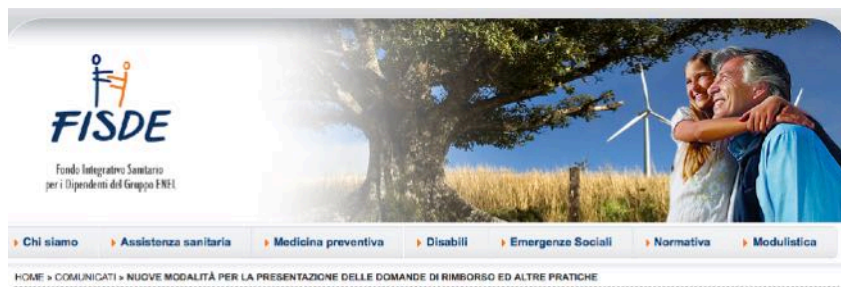 FISDE
Fondo Integrativo Sanitario
per i Dipendenti del Gruppo ENEL
Chi siamo
Assistenza sanitaria
Medicina preventiva
Disabili
Emergenze Sociali
Normativa
Modulistica
HOME » COMUNICATI » NUOVE MODALITÀ PER LA PRESENTAZIONE DELLE DOMANDE DI RIMBORSO ED ALTRE PRATICHE